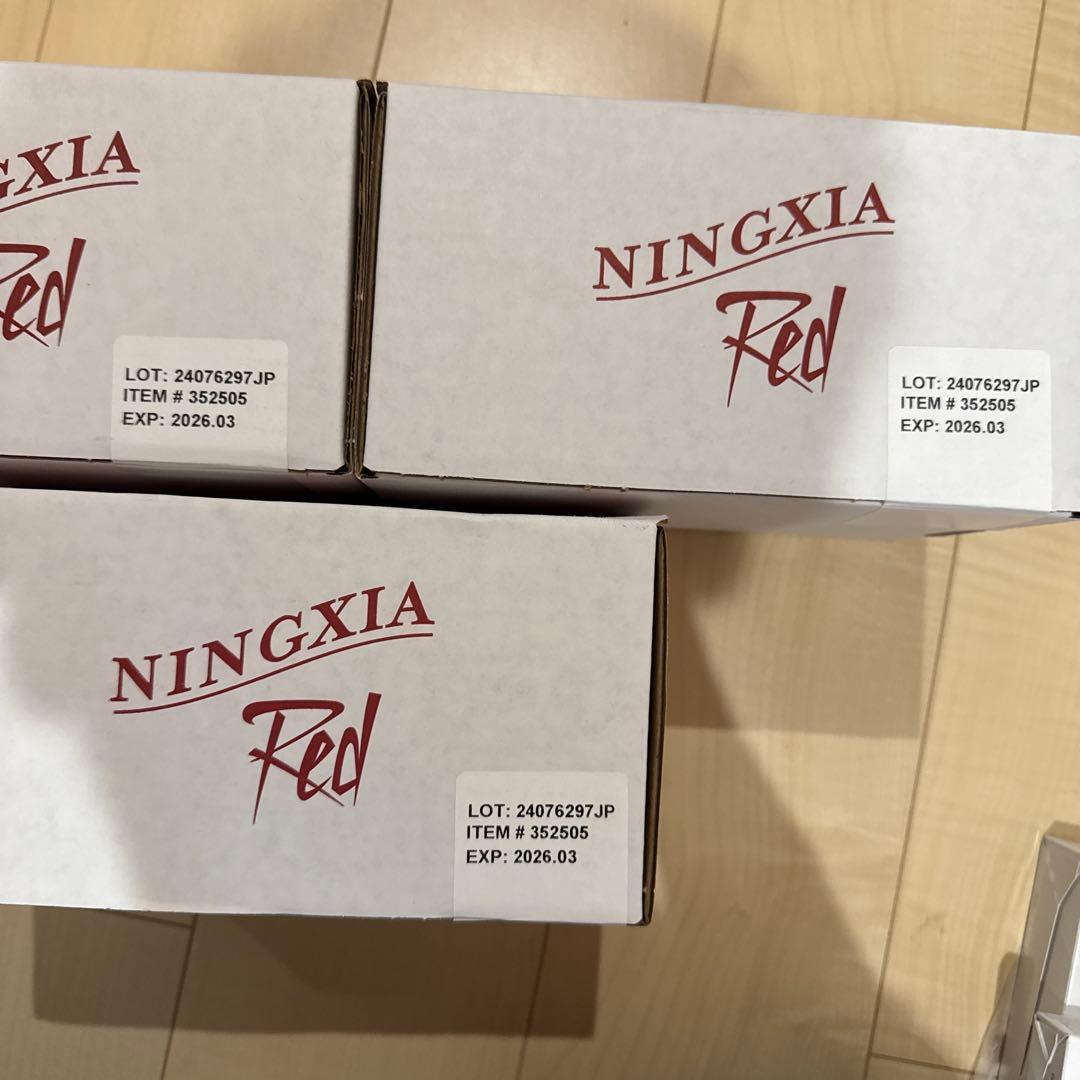 GXIA
Red
LOT: 24076297JP
ITEM # 352505
EXP: 2026.03
NINGXIA
Red
LOT: 24076297JP
ITEM # 352505
EXP: 2026.03
NINGXIA
Red
LOT: 24076297JP
ITEM # 352505
EXP: 2026.03